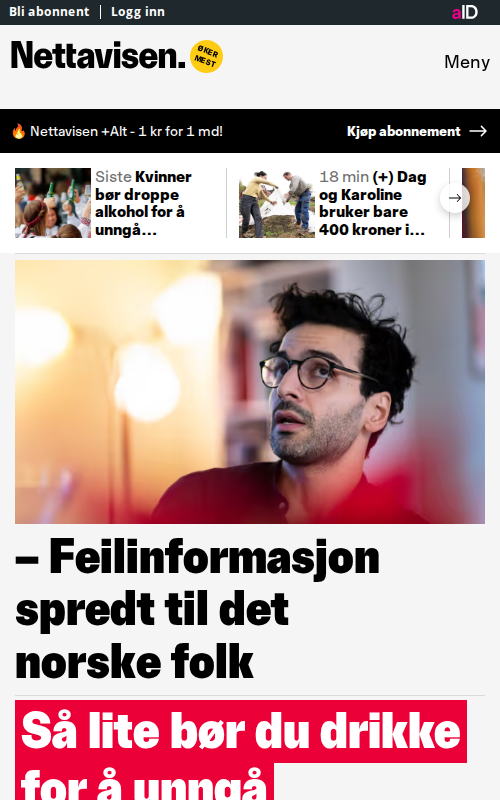 Bli abonnent Logg inn aID
Nettavisen. ØKER MEST
Meny
🔥 Nettavisen +Alt - 1 kr for 1 md! Kjøp abonnement →
Siste Kvinner
bør droppe
alkohol for å
unngå...
18 min (+) Dag
og Karoline
bruker bare
400 kroner i...
– Feilinformasjon
spredt til det
norske folk
Så lite bør du drikke
for å unngå